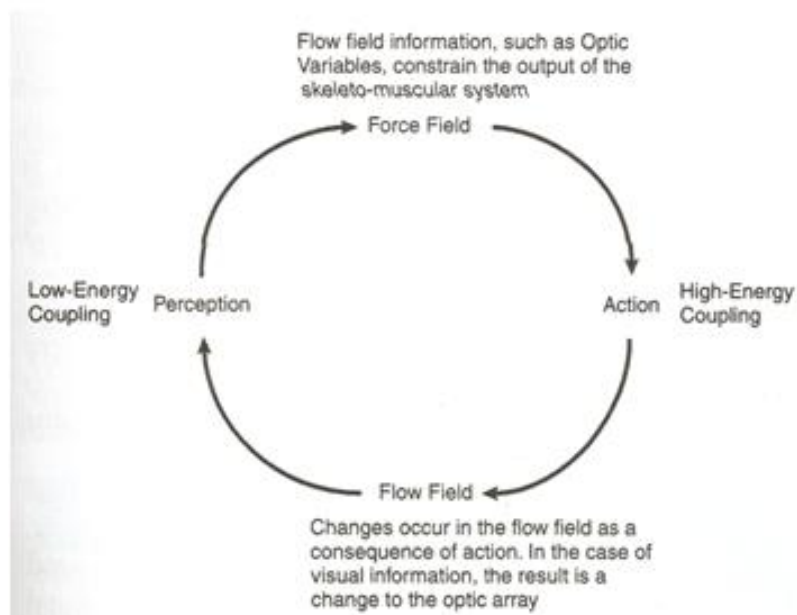 Flow field information, such as Optic
Variables, constrain the output of the
skeleto-muscular system
Force Field
Low-Energy
Coupling
Perception
Action
High-Energy
Coupling
Flow Field
Changes occur in the flow field as a
consequence of action. In the case of
visual information, the result is a
change to the optic array